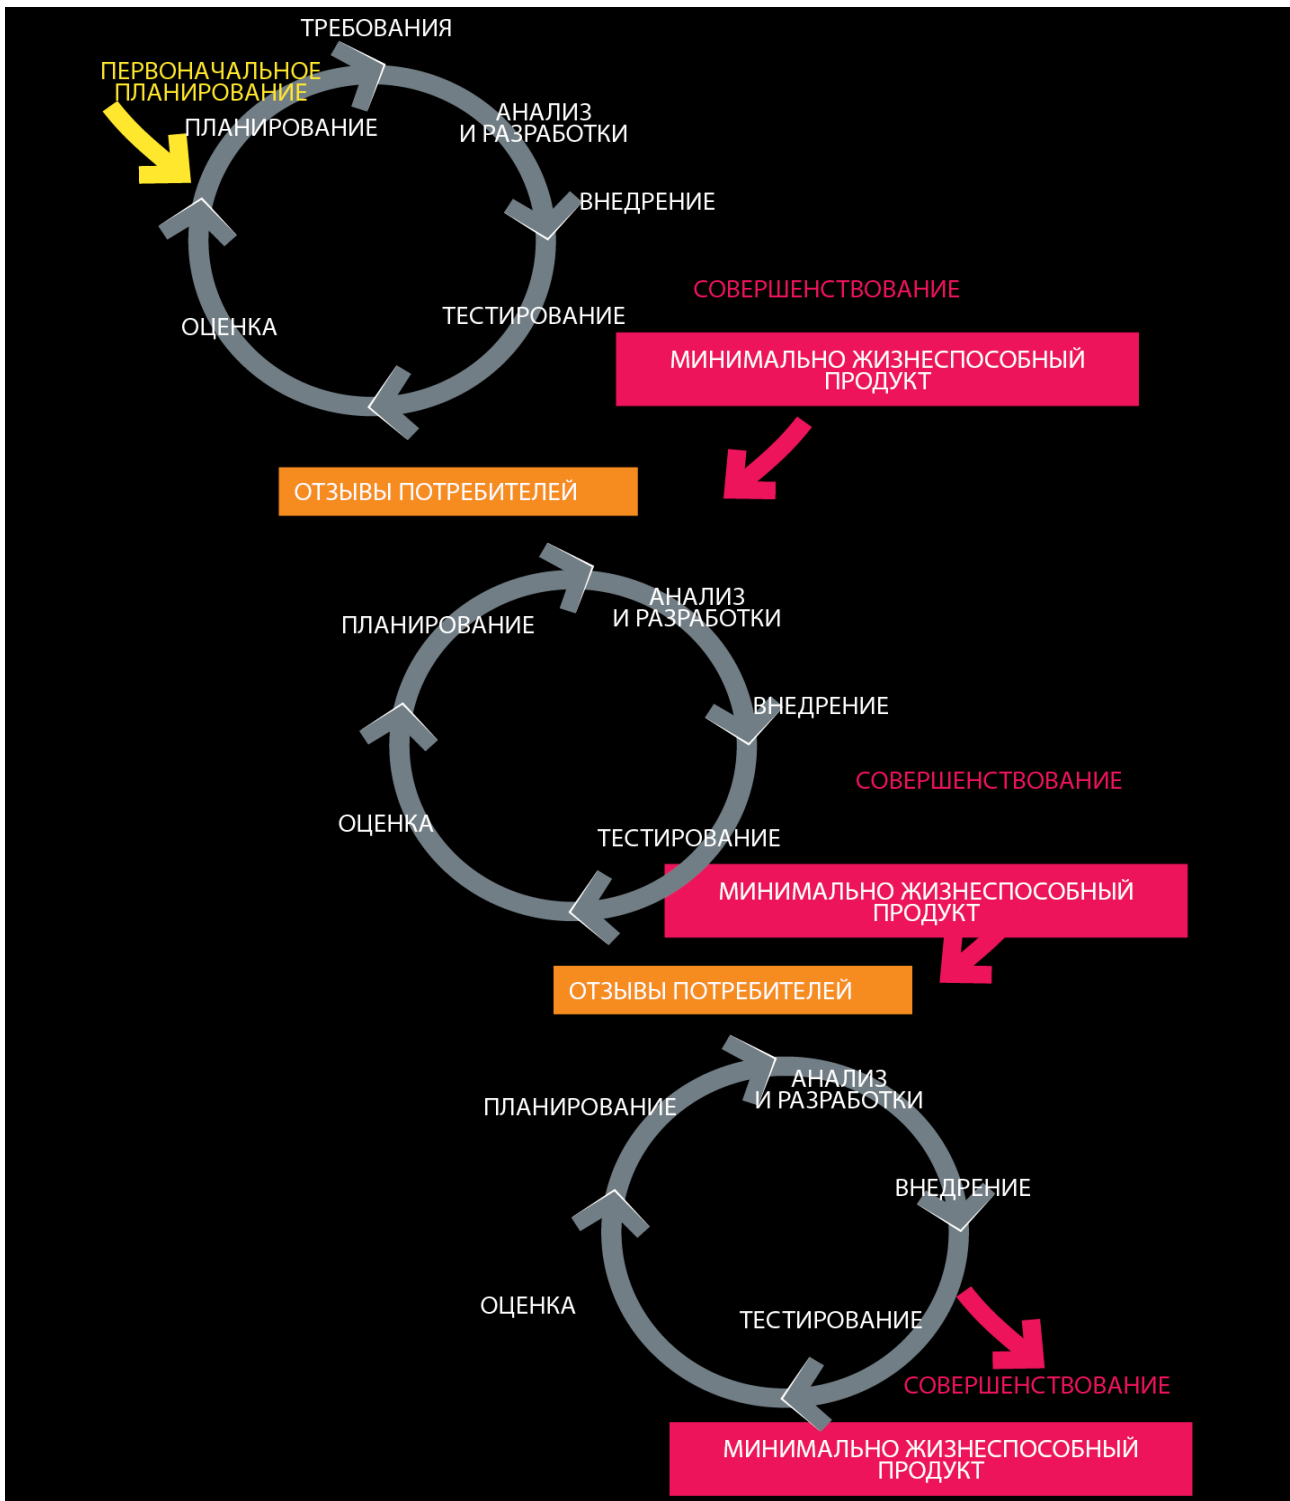 ТРЕБОВАНИЯ
ПЕРВОНАЧАЛЬНОЕ
ПЛАНИРОВАНИЕ
ПЛАНИРОВАНИЕ
АНАЛИЗ
И РАЗРАБОТКИ
ВНЕДРЕНИЕ
СОВЕРШЕНСТВОВАНИЕ
ТЕСТИРОВАНИЕ
ОЦЕНКА
МИНИМАЛЬНО ЖИЗНЕСПОСОБНЫЙ
ПРОДУКТ
ОТЗЫВЫ ПОТРЕБИТЕЛЕЙ
АНАЛИЗ
И РАЗРАБОТКИ
ПЛАНИРОВАНИЕ
ВНЕДРЕНИЕ
СОВЕРШЕНСТВОВАНИЕ
ОЦЕНКА
ТЕСТИРОВАНИЕ
МИНИМАЛЬНО ЖИЗНЕСПОСОБНЫЙ
ПРОДУКТ
ОТЗЫВЫ ПОТРЕБИТЕЛЕЙ
АНАЛИЗ
И РАЗРАБОТКИ
ПЛАНИРОВАНИЕ
ВНЕДРЕНИЕ
ОЦЕНКА
ТЕСТИРОВАНИЕ
СОВЕРШЕНСТВОВАНИЕ
МИНИМАЛЬНО ЖИЗНЕСПОСОБНЫЙ
ПРОДУКТ